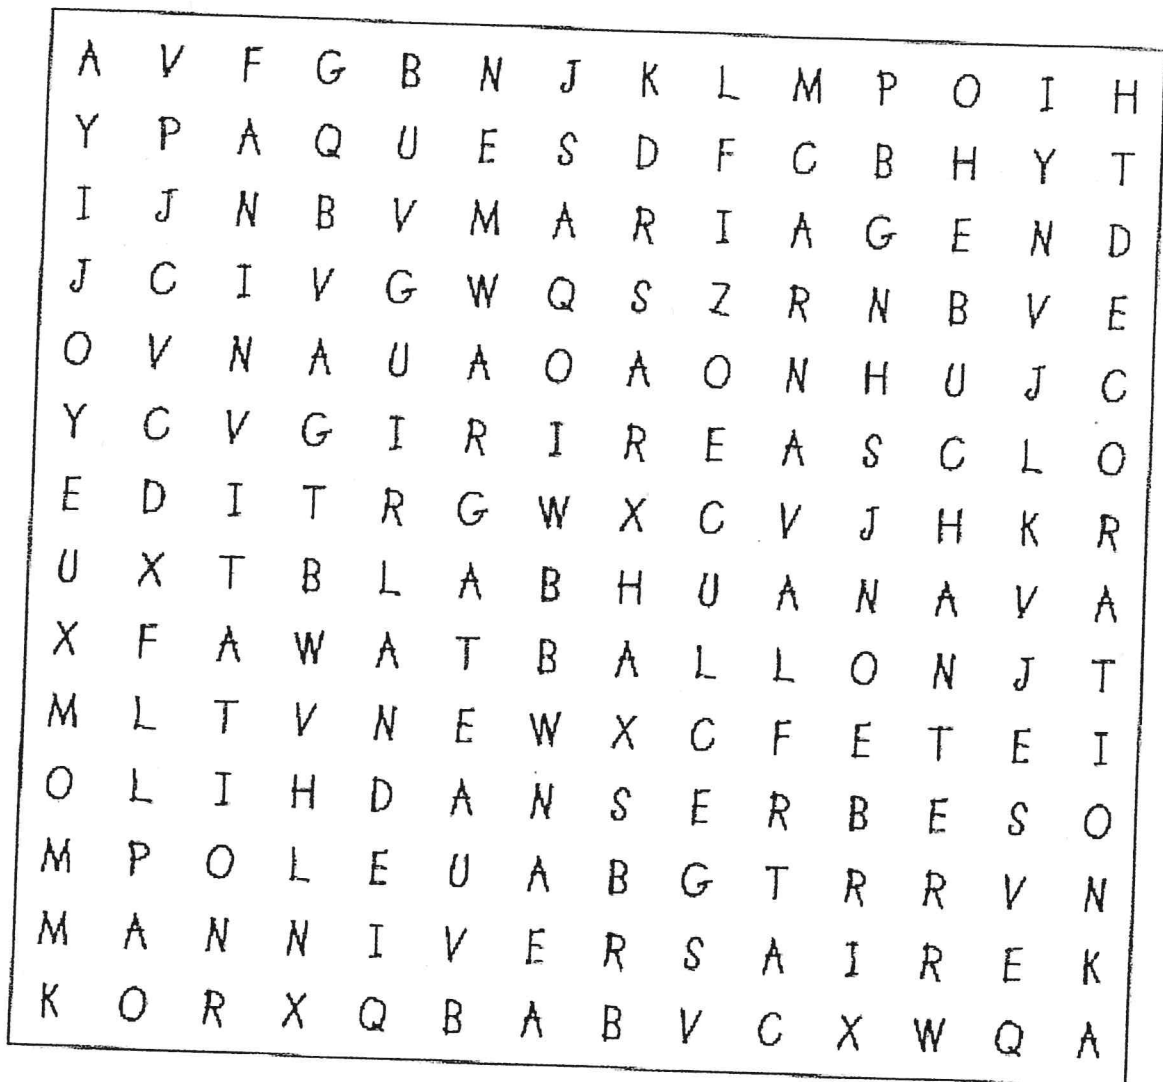 A V F G B N J K L M P O I H
Y P A Q U E S D F C B H Y T
I J N B V M A R I A G E N D
J C I V G W Q S Z R N B V E
O V N A U A O A O N H U J C
Y C V G I R I R E A S C L O
E D I T R G W X C V J H K R
U X T B L A B H U A N A V A
X F A W A T B A L L O N J T
M L T V N E W X C F E T E I
O L I H D A N S E R B E S O
M P O L E U A B G T R R V N
M A N N I V E R S A I R E K
K O R X Q B A B V C X W Q A